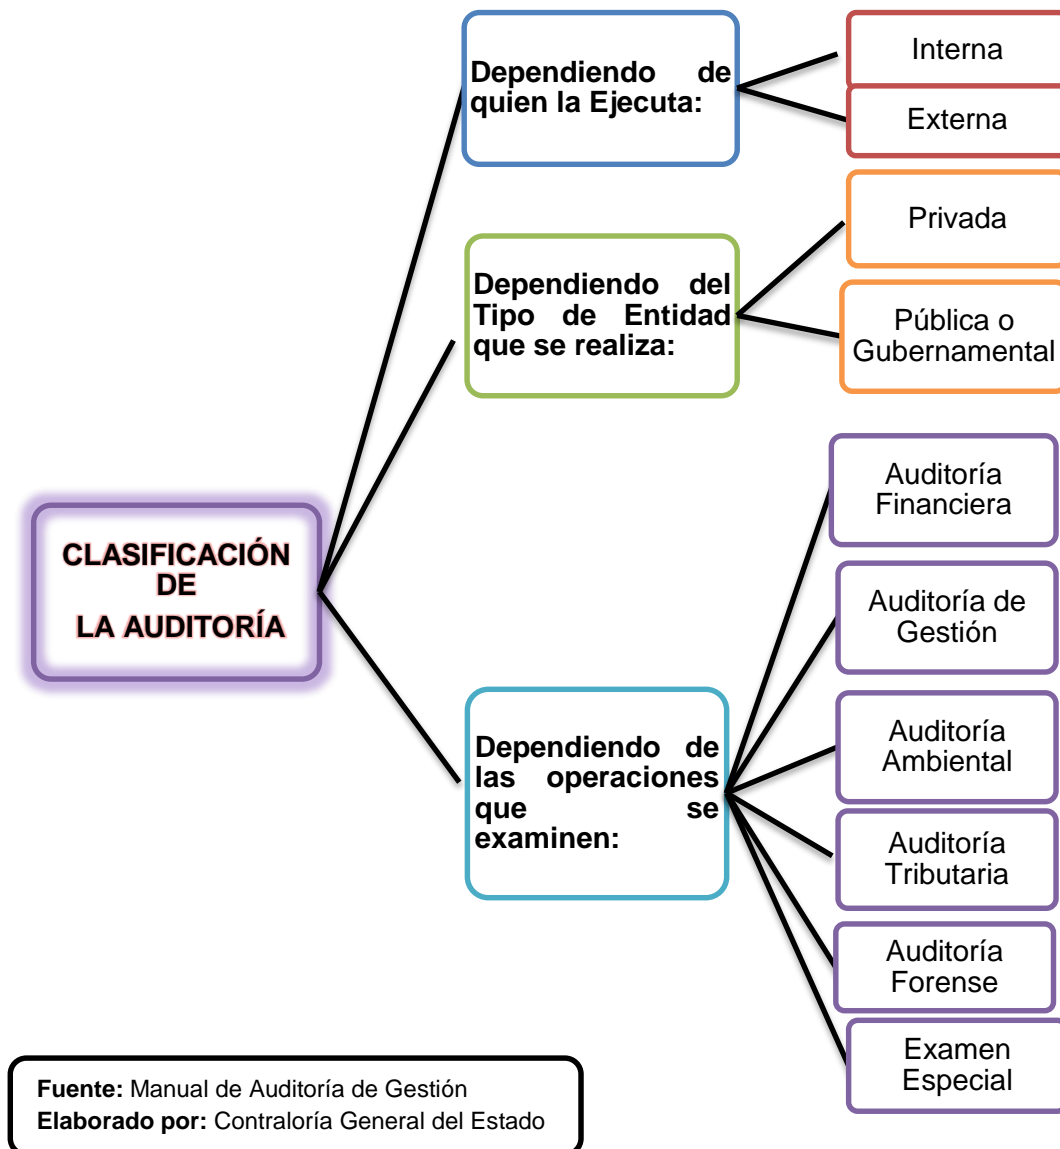 CLASIFICACIÓN
DE
LA AUDITORÍA
Dependiendo de
quien la Ejecuta:
Interna
Externa
Dependiendo del
Tipo de Entidad
que se realiza:
Privada
Pública o
Gubernamental
Dependiendo de
las operaciones
que se
examinen:
Auditoría
Financiera
Auditoría de
Gestión
Auditoría
Ambiental
Auditoría
Tributaria
Auditoría
Forense
Examen
Especial
Fuente: Manual de Auditoría de Gestión
Elaborado por: Contraloría General del Estado